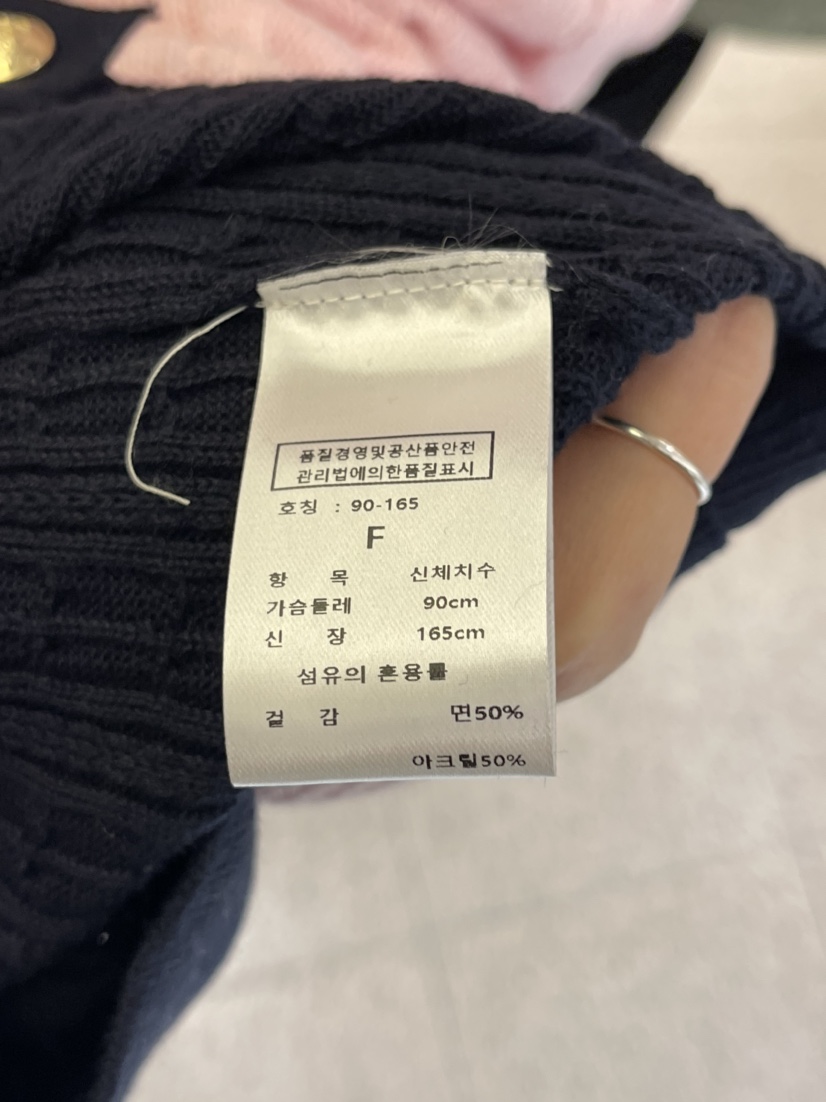 품질경영및공산품안전
관리법에의한품질표시
호칭 : 90-165
F
항 목 신체치수
가슴둘레 90cm
신 장 165cm
섬유의 혼용률
겉 감 면50%
아크릴50%